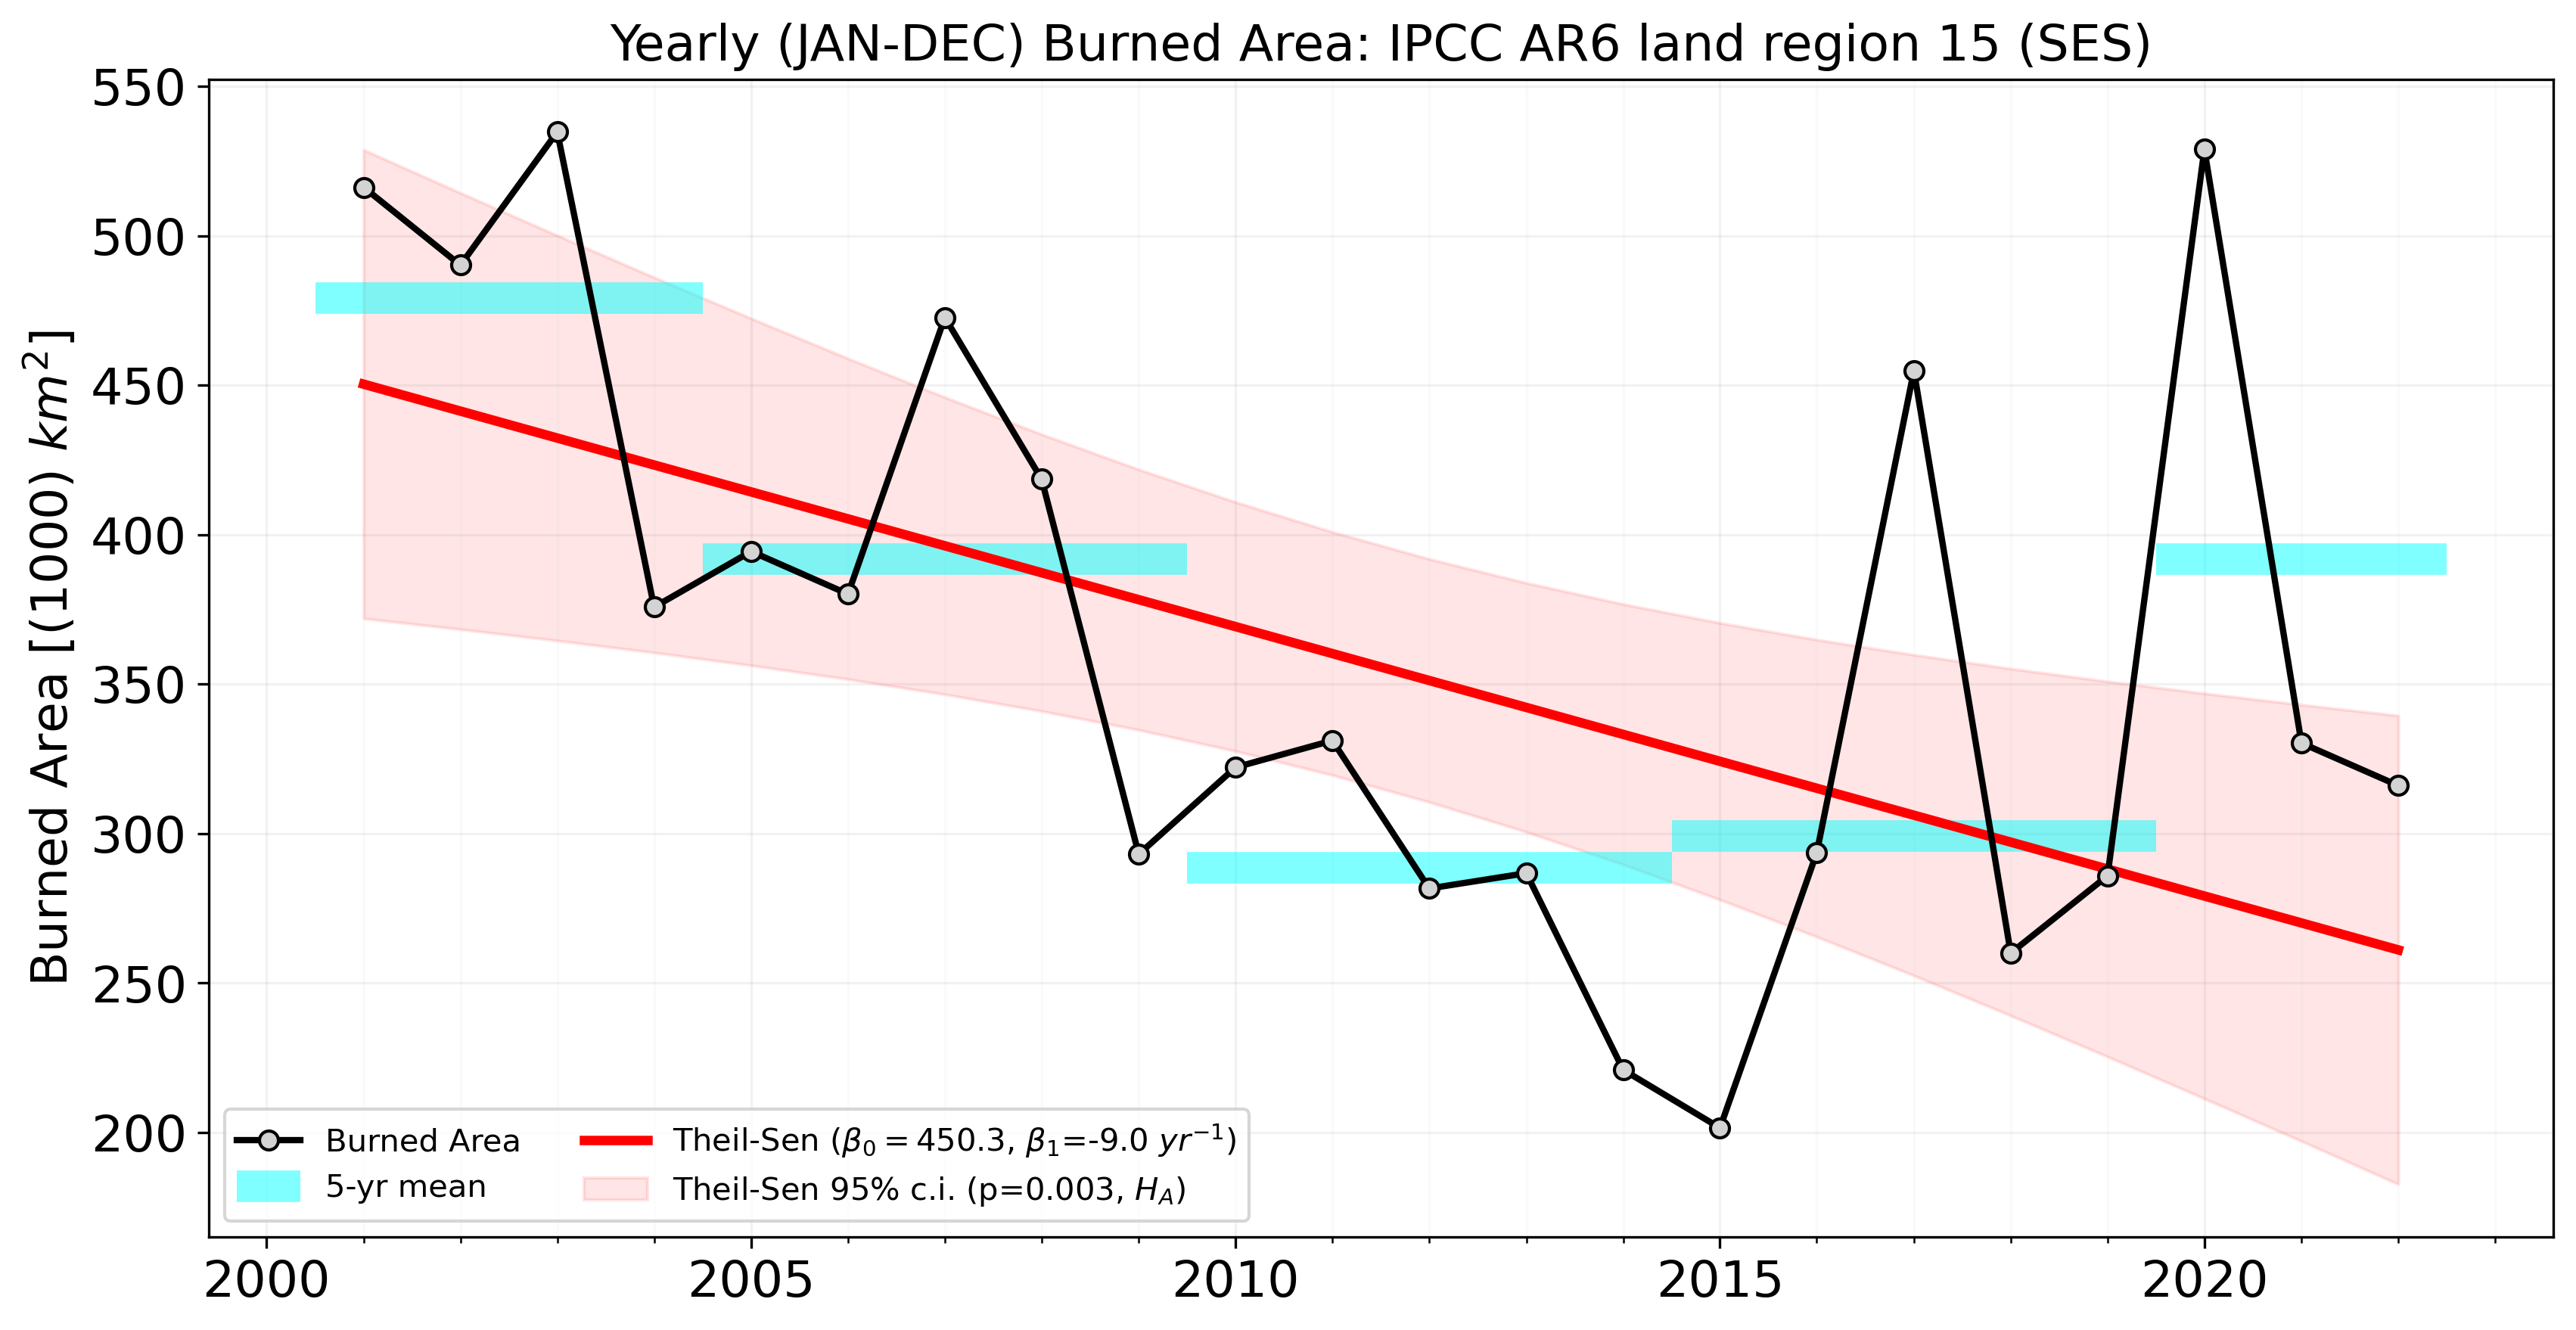 Yearly (JAN-DEC) Burned Area: IPCC AR6 land region 15 (SES)
Burned Area [(1000) km²]
550
500
450
400
350
300
250
200
2000
2005
2010
2015
2020
Burned Area
5-yr mean
Theil-Sen (β₀ = 450.3, β₁=-9.0 yr⁻¹)
Theil-Sen 95% c.i. (p=0.003, H_A)